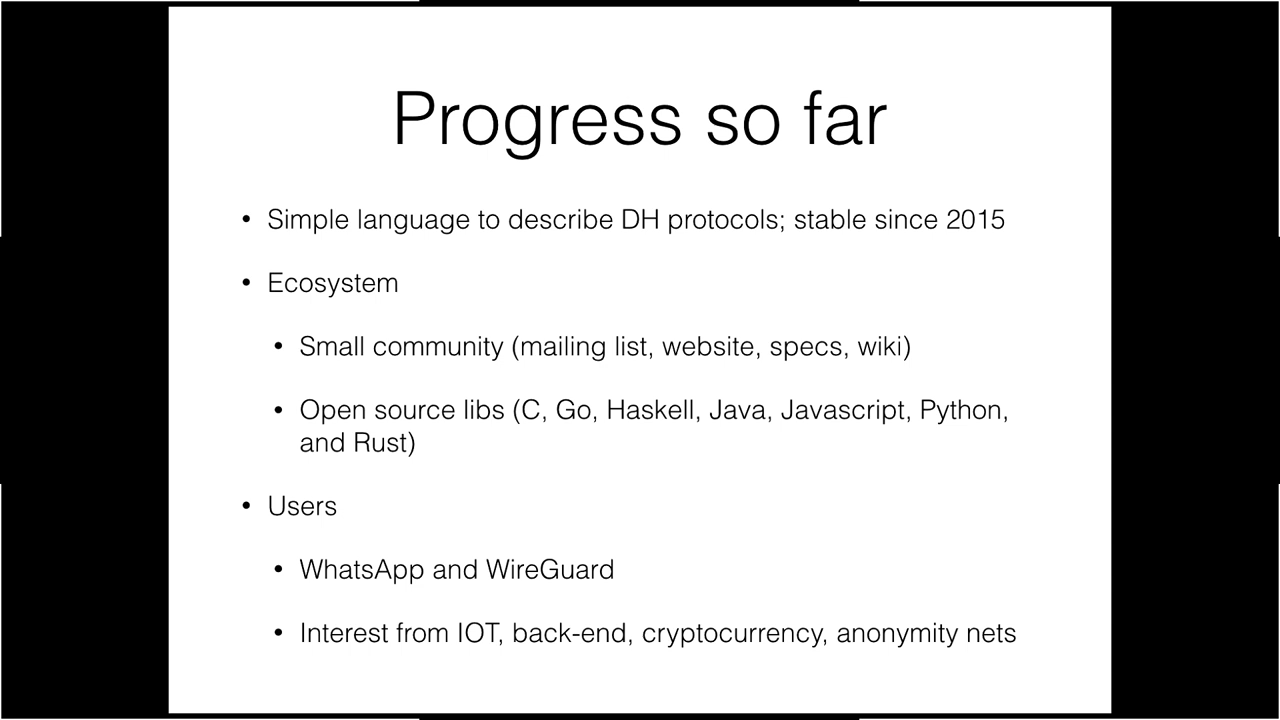 Progress so far
• Simple language to describe DH protocols; stable since 2015
• Ecosystem
• Small community (mailing list, website, specs, wiki)
• Open source libs (C, Go, Haskell, Java, Javascript, Python,
and Rust)
• Users
• WhatsApp and WireGuard
• Interest from IOT, back-end, cryptocurrency, anonymity nets